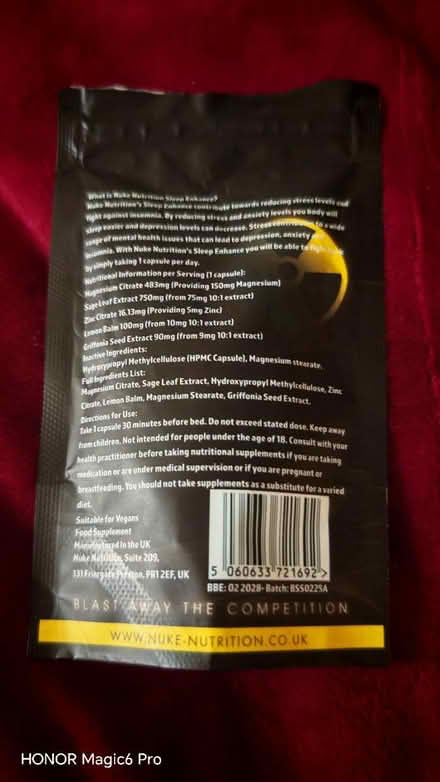 What is Nuke Nutrition Sleep Enhance?
Nuke Nutrition's Sleep Enhance contribute towards reducing stress levels and
fight against insomnia. By reducing stress and anxiety levels you body will
sleep easier and depression levels can decrease. Stress contribute to a wide
range of mental health issues that can lead to depression, anxiety
insomnia. With Nuke Nutrition's Sleep Enhance you will be able to fight
by simply taking 1 capsule per day.
Nutritional Information per Serving (1 capsule):
Magnesium Citrate 483mg (Providing 150mg Magnesium)
Sage Leaf Extract 750mg (from 75mg 10:1 extract)
Zinc Citrate 16.13mg (Providing 5mg Zinc)
Lemon Balm 100mg (from 10mg 10:1 extract)
Griffonia Seed Extract 90mg (from 9mg 10:1 extract)
Inactive Ingredients:
Hydroxypropyl Methylcellulose (HPMC Capsule), Magnesium stearate.
Full Ingredients List:
Magnesium Citrate, Sage Leaf Extract, Hydroxypropyl Methylcellulose, Zinc
Citrate, Lemon Balm, Magnesium Stearate, Griffonia Seed Extract.
Directions for Use:
Take 1 capsule 30 minutes before bed. Do not exceed stated dose. Keep away
from children. Not intended for people under the age of 18. Consult with your
health practitioner before taking nutritional supplements if you are taking
medication or are under medical supervision or if you are pregnant or
breastfeeding. You should not take supplements as a substitute for a varied
diet.
Suitable for Vegans
Food Supplement
Manufactured in the UK
Nuke Nutrition, Suite 209,
131 Friargate Preston, PR1 2EF, UK
5 060633 721692 >
BBE: 02 2028 - Batch: BSS0225A
BLAST AWAY THE COMPETITION
WWW.NUKE-NUTRITION.CO.UK
HONOR Magic6 Pro